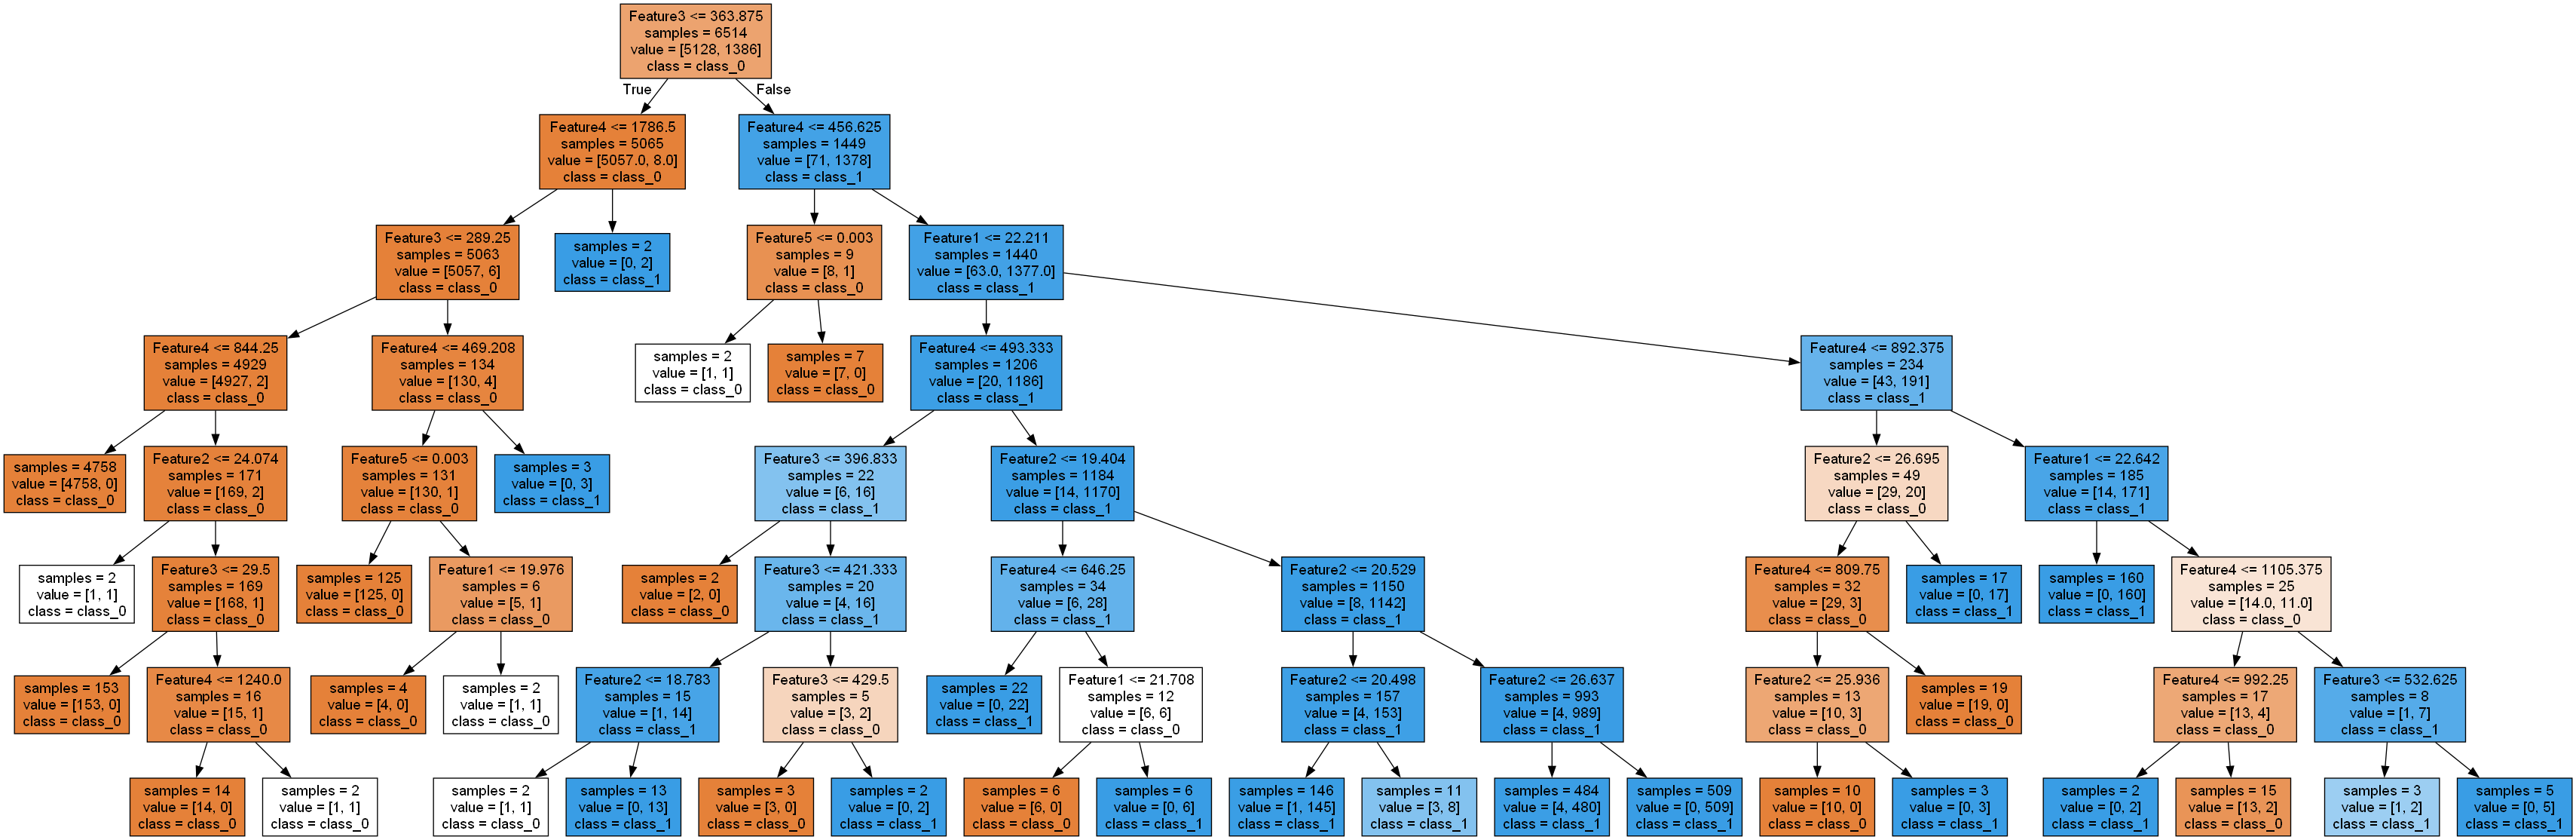 Feature3 <= 363.875
samples = 6514
value = [5128, 1386]
class = class_0
True
False
Feature4 <= 1786.5
samples = 5065
value = [5057.0, 8.0]
class = class_0
Feature4 <= 456.625
samples = 1449
value = [71, 1378]
class = class_1
Feature3 <= 289.25
samples = 5063
value = [5057, 6]
class = class_0
samples = 2
value = [0, 2]
class = class_1
Feature5 <= 0.003
samples = 9
value = [8, 1]
class = class_0
Feature1 <= 22.211
samples = 1440
value = [63.0, 1377.0]
class = class_1
Feature4 <= 844.25
samples = 4929
value = [4927, 2]
class = class_0
Feature4 <= 469.208
samples = 134
value = [130, 4]
class = class_0
samples = 2
value = [1, 1]
class = class_0
samples = 7
value = [7, 0]
class = class_0
Feature4 <= 493.333
samples = 1206
value = [20, 1186]
class = class_1
Feature4 <= 892.375
samples = 234
value = [43, 191]
class = class_1
samples = 4758
value = [4758, 0]
class = class_0
Feature2 <= 24.074
samples = 171
value = [169, 2]
class = class_0
Feature5 <= 0.003
samples = 131
value = [130, 1]
class = class_0
samples = 3
value = [0, 3]
class = class_1
Feature3 <= 396.833
samples = 22
value = [6, 16]
class = class_1
Feature2 <= 19.404
samples = 1184
value = [14, 1170]
class = class_1
Feature2 <= 26.695
samples = 49
value = [29, 20]
class = class_0
Feature1 <= 22.642
samples = 185
value = [14, 171]
class = class_1
samples = 2
value = [1, 1]
class = class_0
Feature3 <= 29.5
samples = 169
value = [168, 1]
class = class_0
samples = 125
value = [125, 0]
class = class_0
Feature1 <= 19.976
samples = 6
value = [5, 1]
class = class_0
samples = 2
value = [2, 0]
class = class_0
Feature3 <= 421.333
samples = 20
value = [4, 16]
class = class_1
Feature4 <= 646.25
samples = 34
value = [6, 28]
class = class_1
Feature2 <= 20.529
samples = 1150
value = [8, 1142]
class = class_1
Feature4 <= 809.75
samples = 32
value = [29, 3]
class = class_0
samples = 17
value = [0, 17]
class = class_1
samples = 160
value = [0, 160]
class = class_1
Feature4 <= 1105.375
samples = 25
value = [14.0, 11.0]
class = class_0
samples = 153
value = [153, 0]
class = class_0
Feature4 <= 1240.0
samples = 16
value = [15, 1]
class = class_0
samples = 4
value = [4, 0]
class = class_0
samples = 2
value = [1, 1]
class = class_0
Feature2 <= 18.783
samples = 15
value = [1, 14]
class = class_1
Feature3 <= 429.5
samples = 5
value = [3, 2]
class = class_0
samples = 22
value = [0, 22]
class = class_1
Feature1 <= 21.708
samples = 12
value = [6, 6]
class = class_0
Feature2 <= 20.498
samples = 157
value = [4, 153]
class = class_1
Feature2 <= 26.637
samples = 993
value = [4, 989]
class = class_1
Feature2 <= 25.936
samples = 13
value = [10, 3]
class = class_0
samples = 19
value = [19, 0]
class = class_0
Feature4 <= 992.25
samples = 17
value = [13, 4]
class = class_0
Feature3 <= 532.625
samples = 8
value = [1, 7]
class = class_1
samples = 14
value = [14, 0]
class = class_0
samples = 2
value = [1, 1]
class = class_0
samples = 2
value = [1, 1]
class = class_0
samples = 13
value = [0, 13]
class = class_1
samples = 3
value = [3, 0]
class = class_0
samples = 2
value = [0, 2]
class = class_1
samples = 6
value = [6, 0]
class = class_0
samples = 6
value = [0, 6]
class = class_1
samples = 146
value = [1, 145]
class = class_1
samples = 11
value = [3, 8]
class = class_1
samples = 484
value = [4, 480]
class = class_1
samples = 509
value = [0, 509]
class = class_1
samples = 10
value = [10, 0]
class = class_0
samples = 3
value = [0, 3]
class = class_1
samples = 2
value = [0, 2]
class = class_1
samples = 15
value = [13, 2]
class = class_0
samples = 3
value = [1, 2]
class = class_1
samples = 5
value = [0, 5]
class = class_1